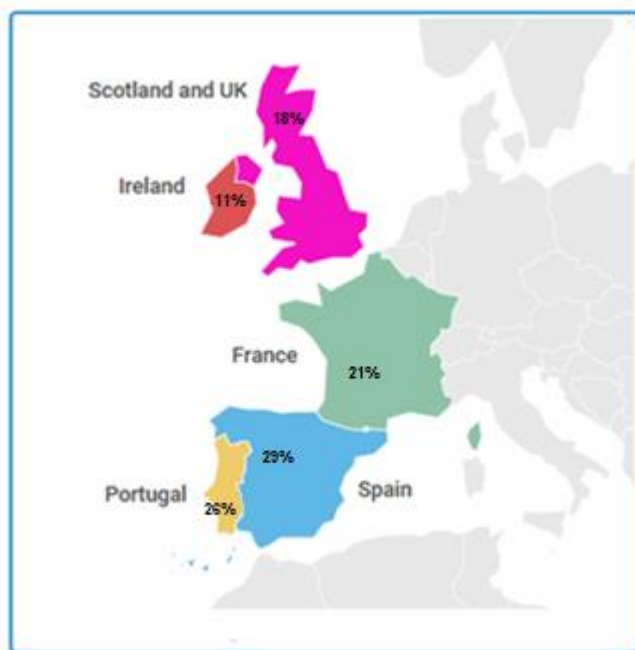 Scotland and UK
18%
Ireland
11%
France
21%
29%
Portugal
26%
Spain